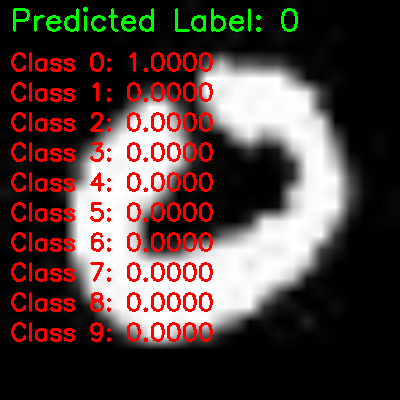 Predicted Label: 0
Class 0: 1.0000
Class 1: 0.0000
Class 2: 0.0000
Class 3: 0.0000
Class 4: 0.0000
Class 5: 0.0000
Class 6: 0.0000
Class 7: 0.0000
Class 8: 0.0000
Class 9: 0.0000
0